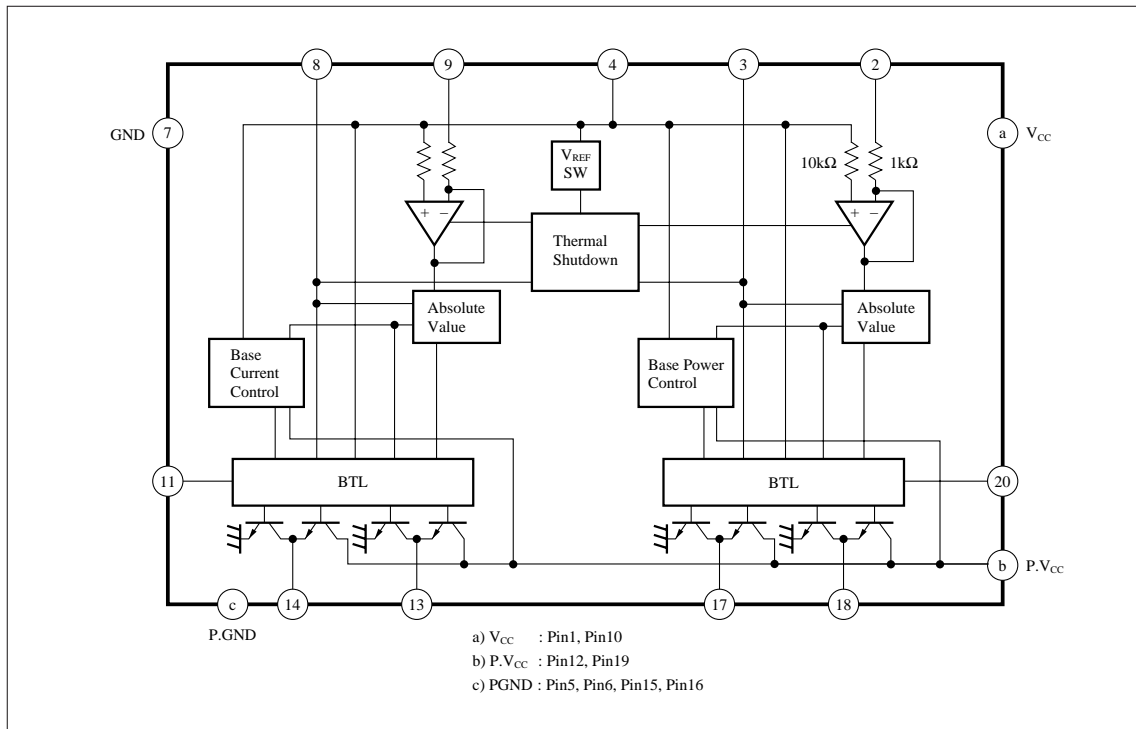 8 9 4 3 2
GND 7 a VCC
VREF
SW
10kΩ 1kΩ
+ − + −
Thermal
Shutdown
Absolute
Value
Absolute
Value
Base
Current
Control
Base Power
Control
11 BTL BTL 20
b P.VCC
c 14 13 17 18
P.GND
a) VCC : Pin1, Pin10
b) P.VCC : Pin12, Pin19
c) PGND : Pin5, Pin6, Pin15, Pin16